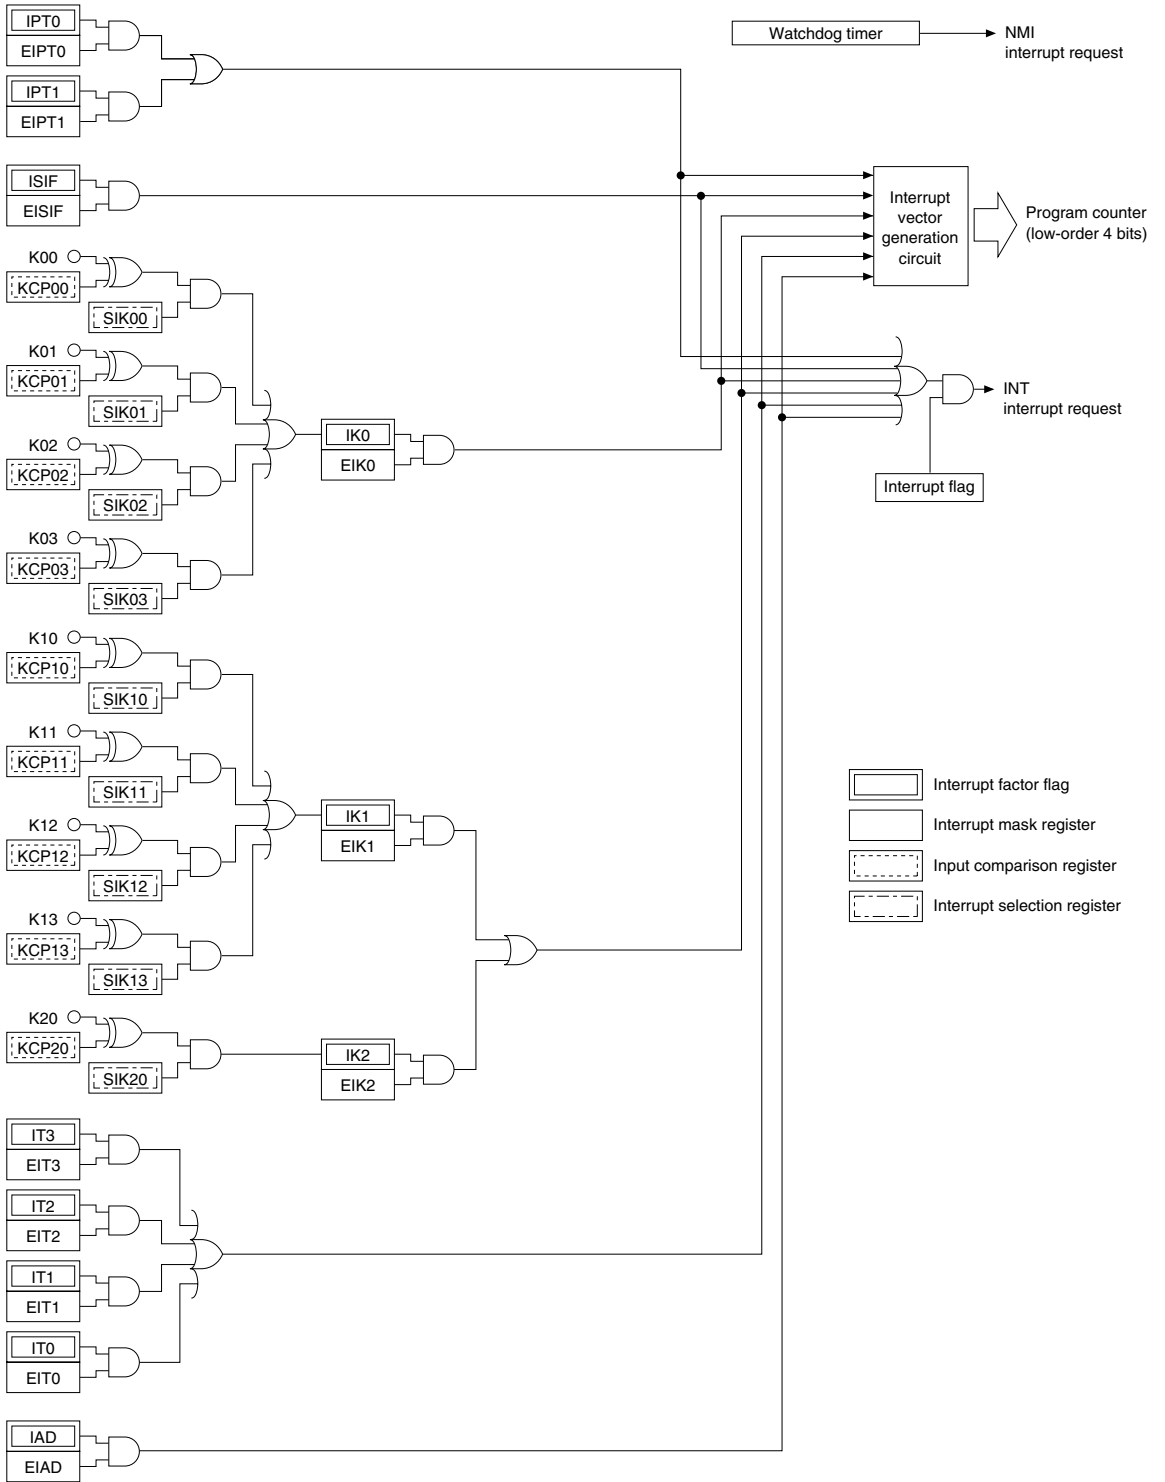 IPT0
EIPT0
IPT1
EIPT1
Watchdog timer
NMI
interrupt request
ISIF
EISIF
Interrupt
vector
generation
circuit
Program counter
(low-order 4 bits)
K00
KCP00
SIK00
K01
KCP01
SIK01
K02
KCP02
SIK02
K03
KCP03
SIK03
IK0
EIK0
INT
interrupt request
Interrupt flag
K10
KCP10
SIK10
K11
KCP11
SIK11
K12
KCP12
SIK12
K13
KCP13
SIK13
IK1
EIK1
K20
KCP20
SIK20
IK2
EIK2
Interrupt factor flag
Interrupt mask register
Input comparison register
Interrupt selection register
IT3
EIT3
IT2
EIT2
IT1
EIT1
IT0
EIT0
IAD
EIAD